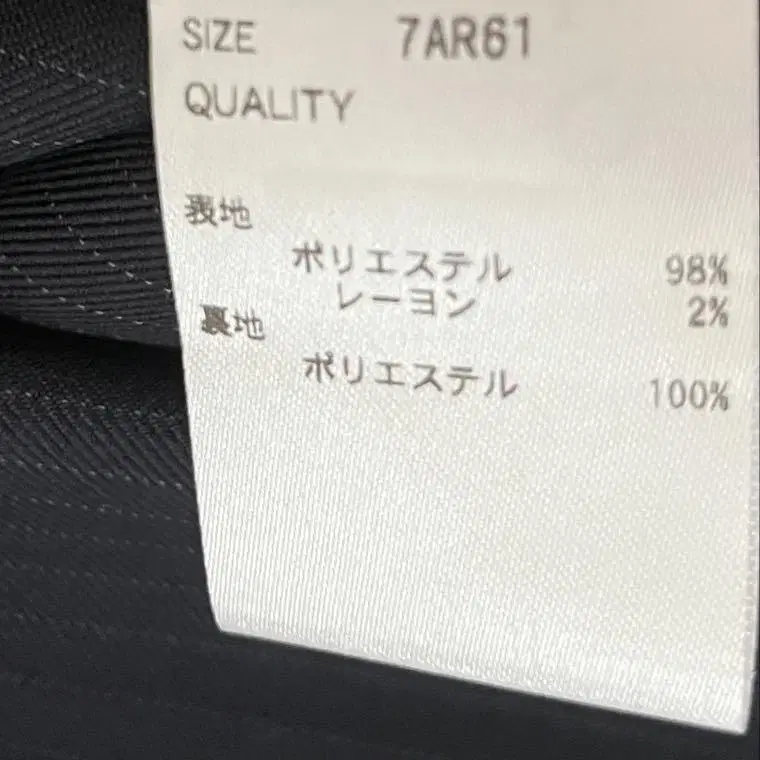 SIZE 7AR61
QUALITY
表地
ポリエステル 98%
レーヨン 2%
裏地
ポリエステル 100%